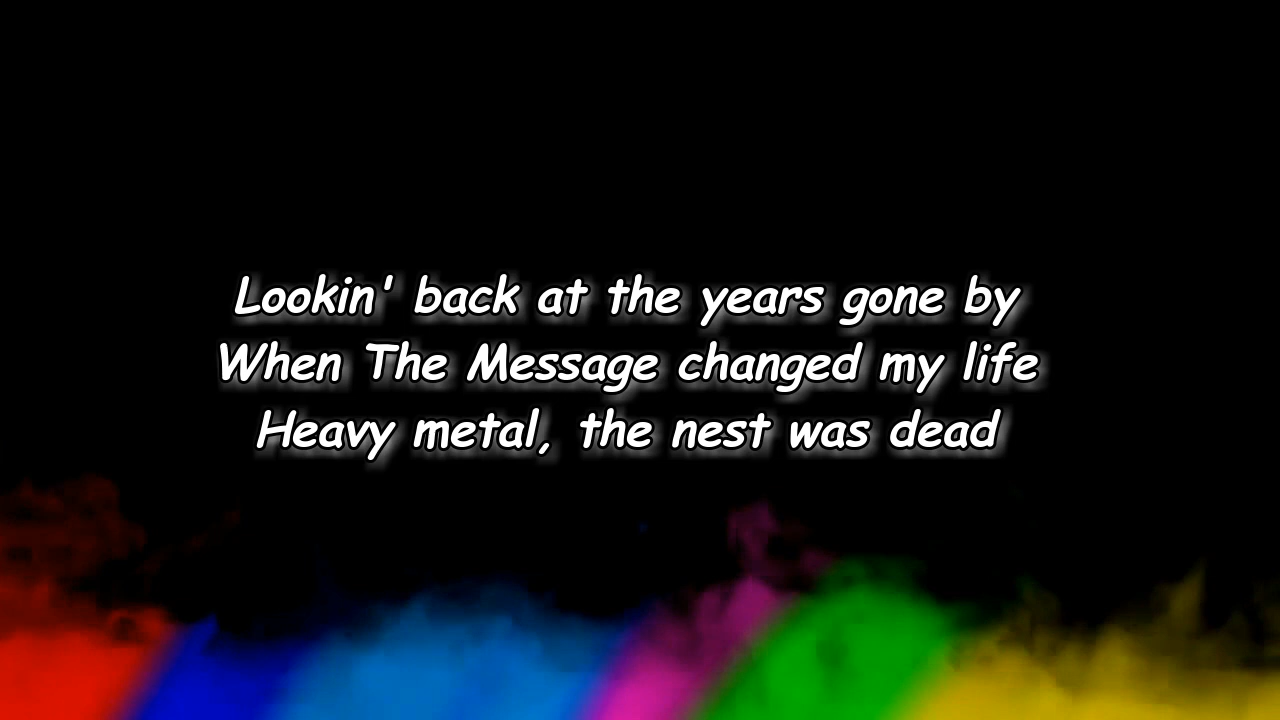 Lookin' back at the years gone by
When The Message changed my life
Heavy metal, the nest was dead